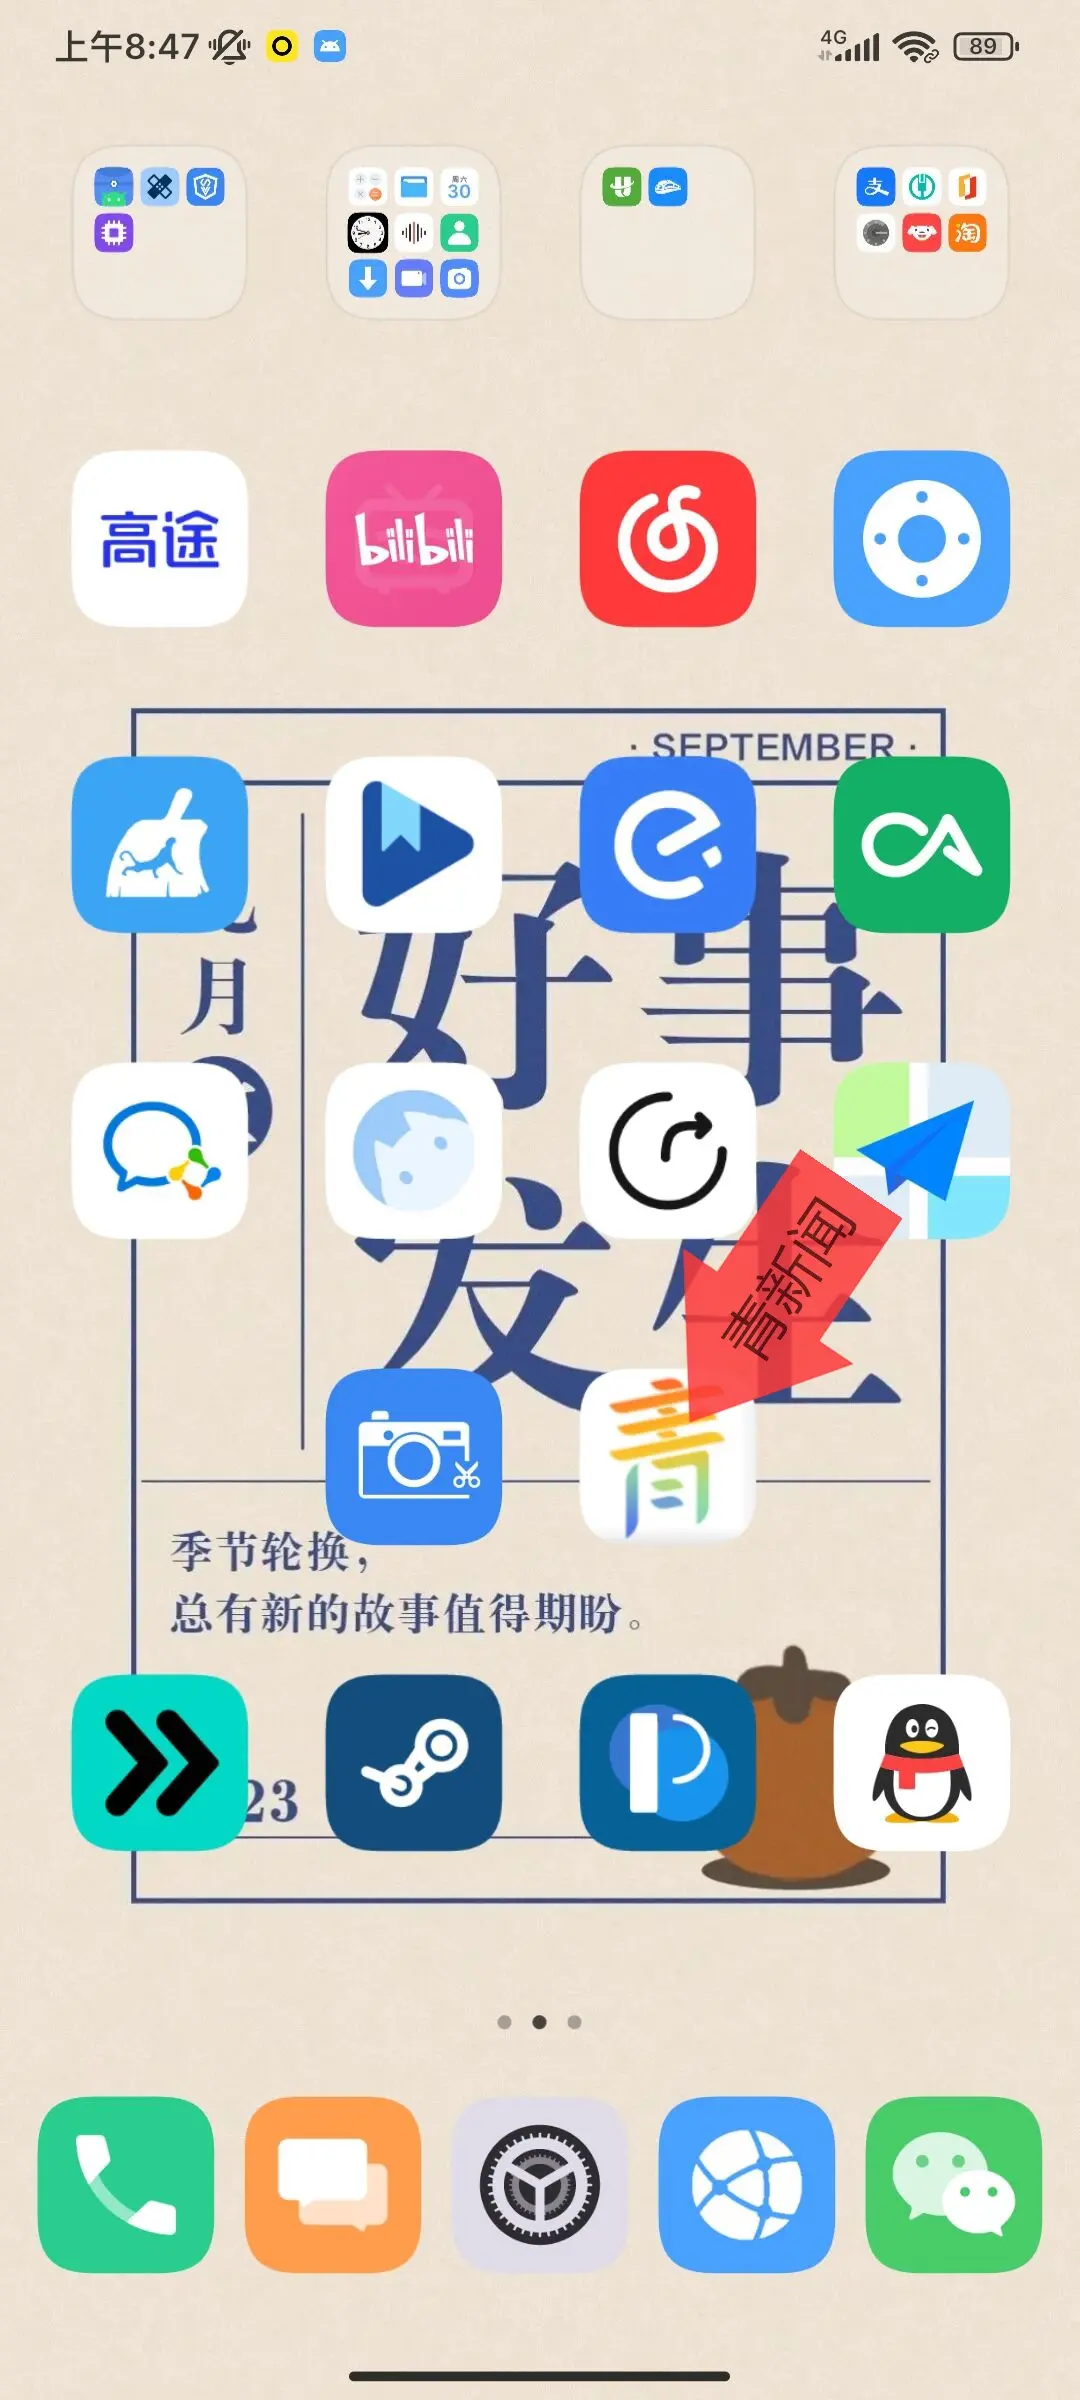 上午8:47
4G
89
周六
30
支
淘
高途
bilibili
· SEPTEMBER ·
月
好事
发生
青新闻
青
季节轮换，
总有新的故事值得期盼。
23